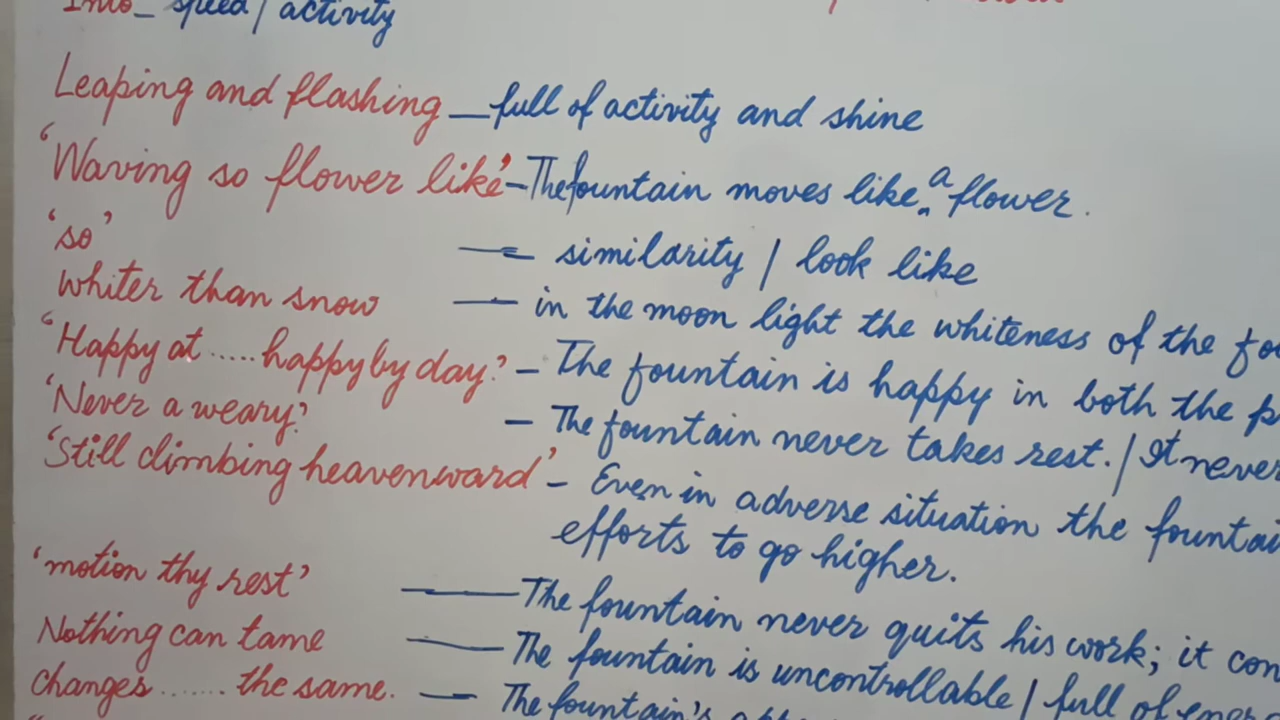 Into_ speed/ activity
Leaping and flashing _ full of activity and shine
'Waving so flower like' - The fountain moves like a flower.
'so' — similarity / look like
whiter than snow — in the moon light the whiteness of the
'Happy at ..... happy by day.' - The fountain is happy in both the
'Never a weary.' - The fountain never takes rest. / It never
'Still climbing heavenward' - Even in adverse situation the
efforts to go higher.
'motion thy rest' — The fountain never quits his work; it
Nothing can tame — The fountain is uncontrollable / full of
changes ....... the same. — The fountain's